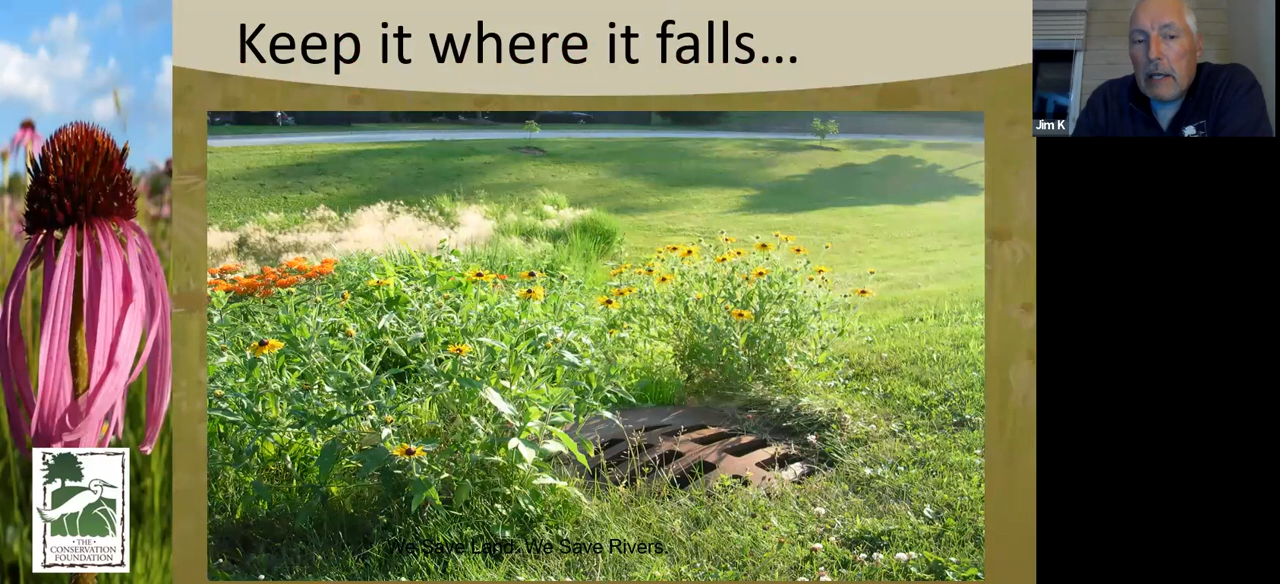 Keep it where it falls...
Jim K
We Save Land. We Save Rivers.
• THE •
CONSERVATION
FOUNDATION